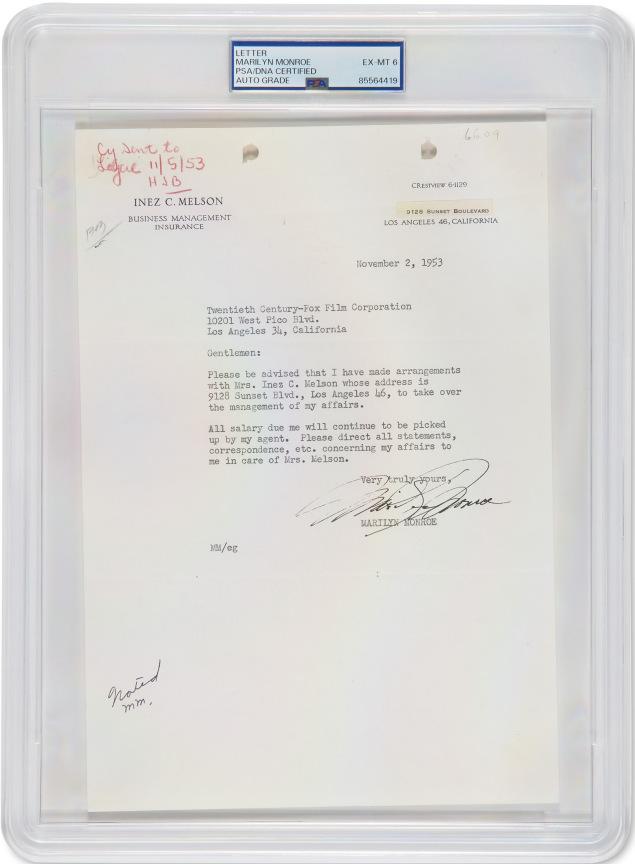 LETTER
MARILYN MONROE EX-MT 6
PSA/DNA CERTIFIED
AUTO GRADE PSA 85564419
6609
Cy sent to
Legal 11/5/53
HJB
INEZ C. MELSON
BUSINESS MANAGEMENT
INSURANCE
CRESTVIEW 6-1129
9128 SUNSET BOULEVARD
LOS ANGELES 46, CALIFORNIA
November 2, 1953
Twentieth Century-Fox Film Corporation
10201 West Pico Blvd.
Los Angeles 34, California
Gentlemen:
Please be advised that I have made arrangements
with Mrs. Inez C. Melson whose address is
9128 Sunset Blvd., Los Angeles 46, to take over
the management of my affairs.
All salary due me will continue to be picked
up by my agent. Please direct all statements,
correspondence, etc. concerning my affairs to
me in care of Mrs. Melson.
Very truly yours,
Marilyn Monroe
MARILYN MONROE
MM/eg
Noted
mm.